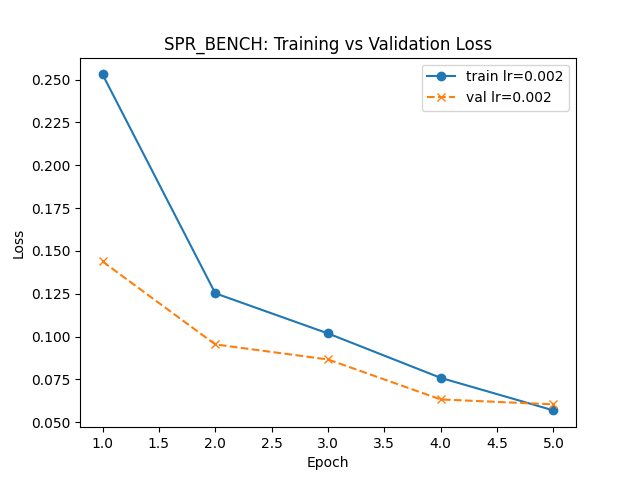 SPR_BENCH: Training vs Validation Loss
train lr=0.002
val lr=0.002
0.250
0.225
0.200
0.175
0.150
0.125
0.100
0.075
0.050
Loss
1.0 1.5 2.0 2.5 3.0 3.5 4.0 4.5 5.0
Epoch